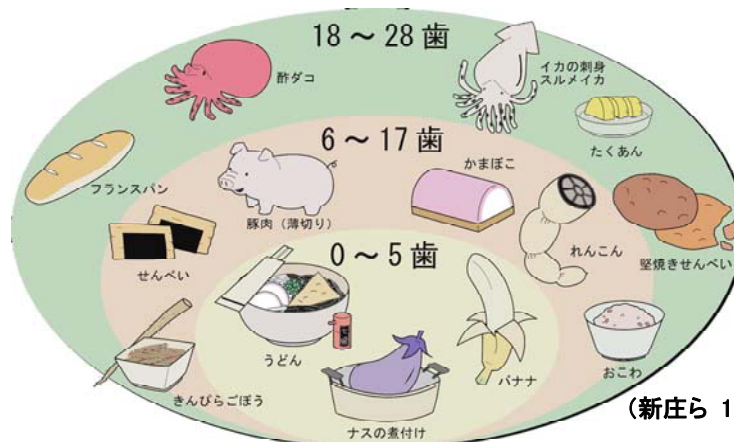 18～28 歯
酢ダコ
イカの刺身
スルメイカ
たくあん
フランスパン
6～17 歯
かまぼこ
豚肉（薄切り）
せんべい
れんこん
堅焼きせんべい
0～5 歯
うどん
バナナ
おこわ
きんぴらごぼう
ナスの煮付け
(新庄ら 1